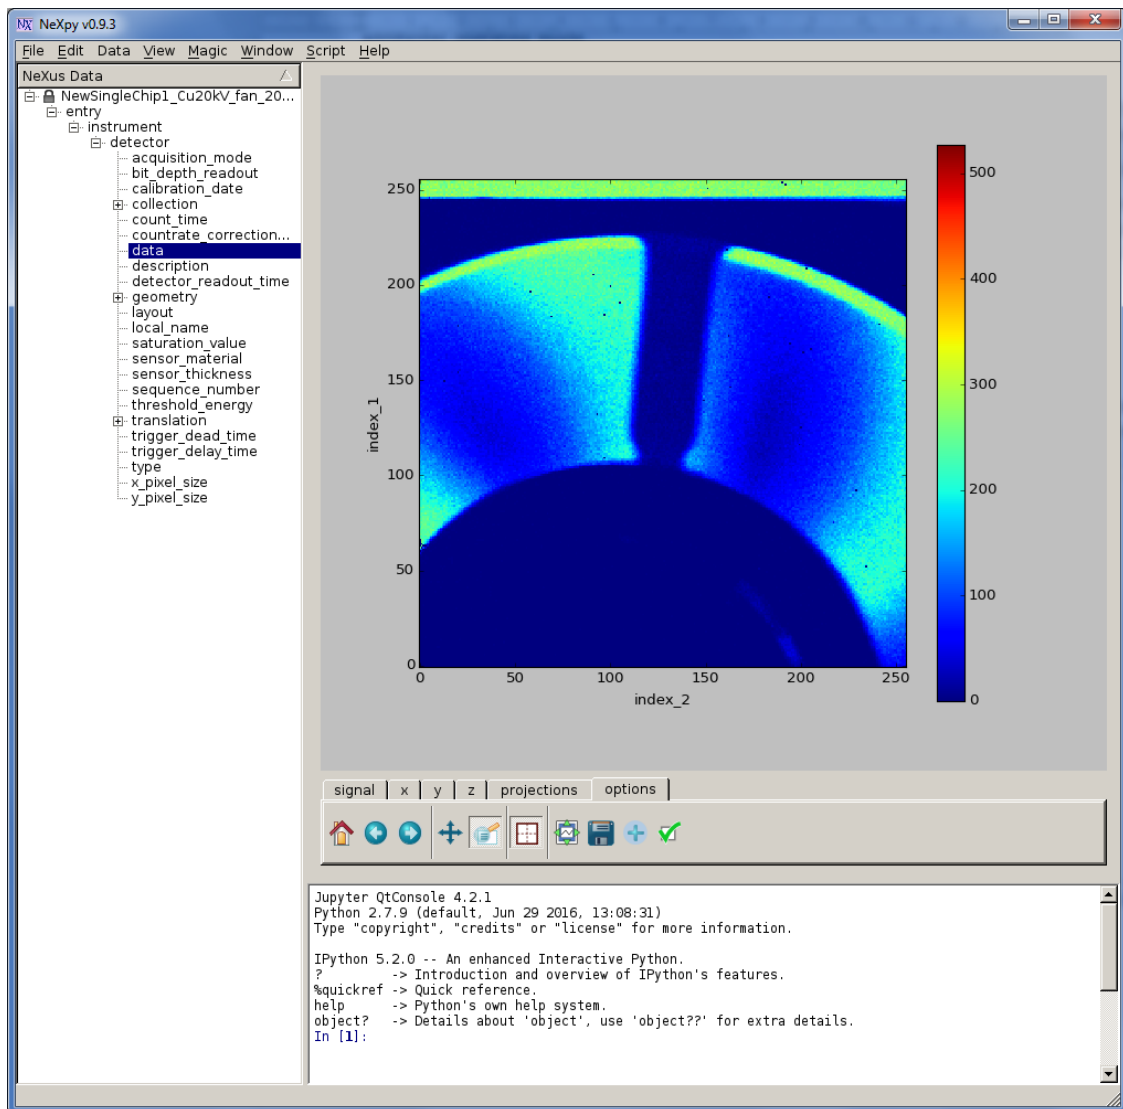 NeXpy v0.9.3
File Edit Data View Magic Window Script Help
NeXus Data
NewSingleChip1_Cu20kV_fan_20...
entry
instrument
detector
acquisition_mode
bit_depth_readout
calibration_date
collection
count_time
countrate_correction...
data
description
detector_readout_time
geometry
layout
local_name
saturation_value
sensor_material
sensor_thickness
sequence_number
threshold_energy
translation
trigger_dead_time
trigger_delay_time
type
x_pixel_size
y_pixel_size
250
200
150
100
50
0
index_1
0 50 100 150 200 250
index_2
500
400
300
200
100
0
signal x y z projections options
Jupyter QtConsole 4.2.1
Python 2.7.9 (default, Jun 29 2016, 13:08:31)
Type "copyright", "credits" or "license" for more information.
IPython 5.2.0 -- An enhanced Interactive Python.
? -> Introduction and overview of IPython's features.
%quickref -> Quick reference.
help -> Python's own help system.
object? -> Details about 'object', use 'object??' for extra details.
In [1]: